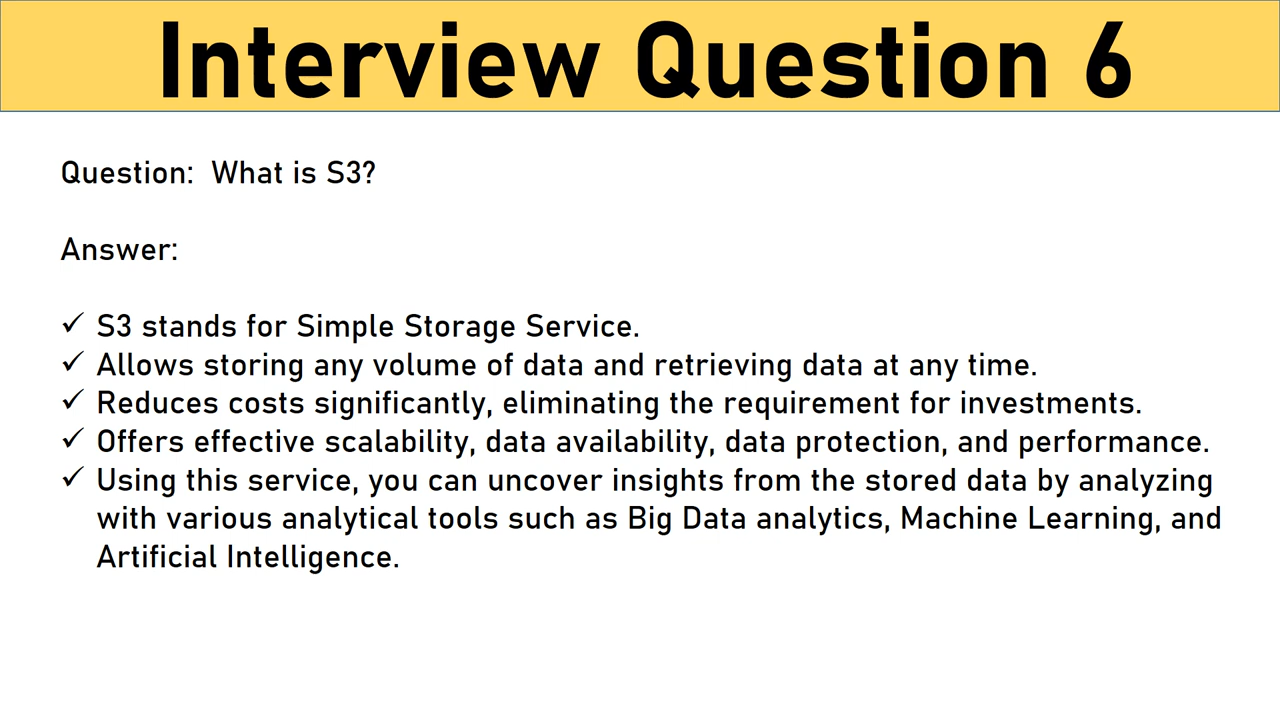 Interview Question 6
Question:  What is S3?
Answer:
✓ S3 stands for Simple Storage Service.
✓ Allows storing any volume of data and retrieving data at any time.
✓ Reduces costs significantly, eliminating the requirement for investments.
✓ Offers effective scalability, data availability, data protection, and performance.
✓ Using this service, you can uncover insights from the stored data by analyzing
with various analytical tools such as Big Data analytics, Machine Learning, and
Artificial Intelligence.